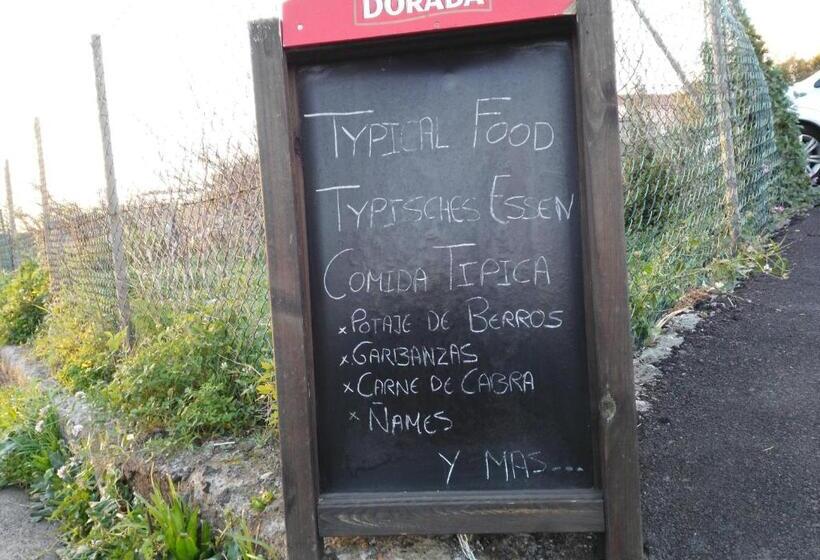 DORADA
TYPICAL FOOD
TYPISCHES ESSEN
COMIDA TIPICA
x POTAJE DE BERROS
x GARBANZAS
x CARNE DE CABRA
x ÑAMES
Y MAS...